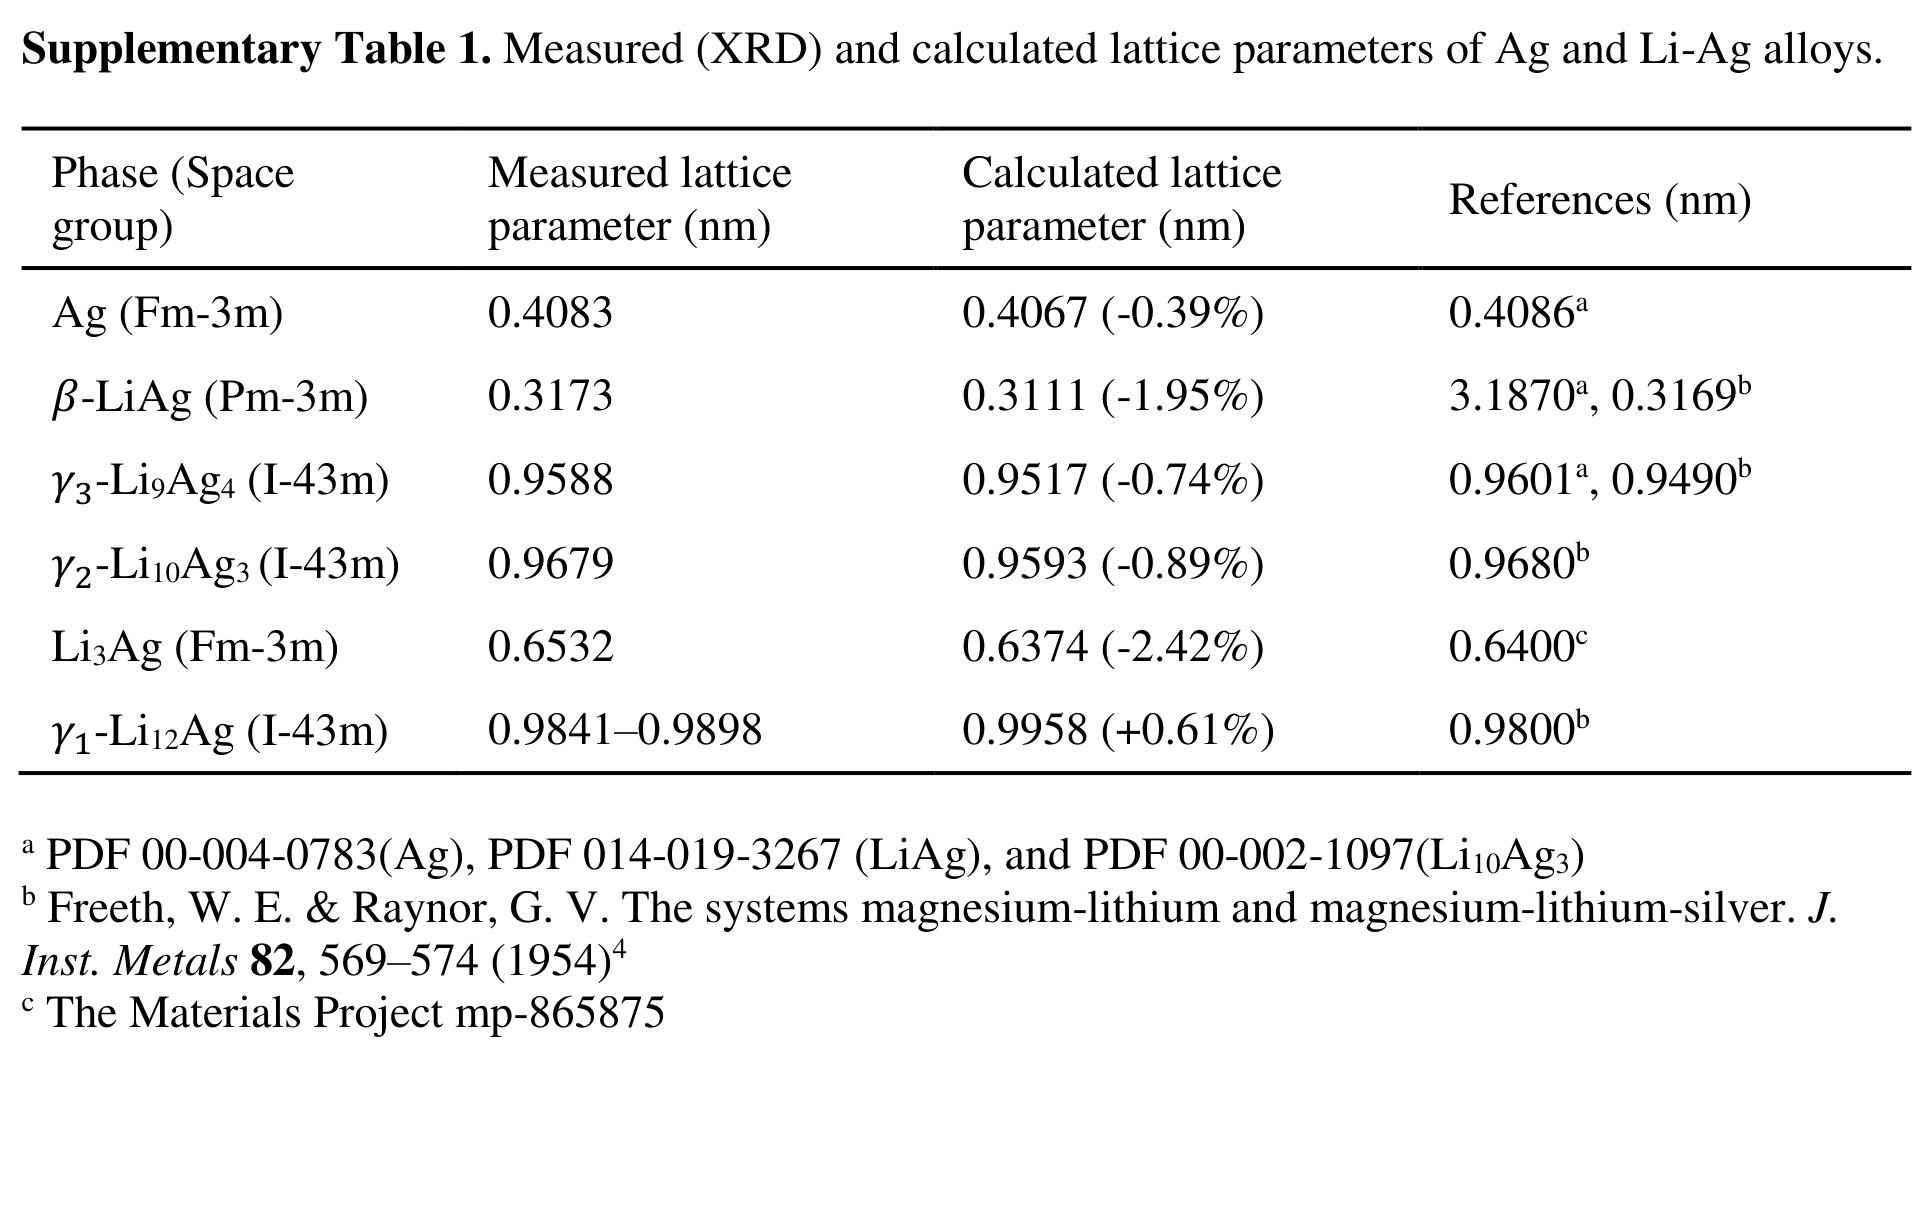 Supplementary Table 1. Measured (XRD) and calculated lattice parameters of Ag and Li-Ag alloys.
Phase (Space group) Measured lattice parameter (nm) Calculated lattice parameter (nm) References (nm)
Ag (Fm-3m) 0.4083 0.4067 (-0.39%) 0.4086ᵃ
β-LiAg (Pm-3m) 0.3173 0.3111 (-1.95%) 3.1870ᵃ, 0.3169ᵇ
γ₃-Li₉Ag₄ (I-43m) 0.9588 0.9517 (-0.74%) 0.9601ᵃ, 0.9490ᵇ
γ₂-Li₁₀Ag₃ (I-43m) 0.9679 0.9593 (-0.89%) 0.9680ᵇ
Li₃Ag (Fm-3m) 0.6532 0.6374 (-2.42%) 0.6400ᶜ
γ₁-Li₁₂Ag (I-43m) 0.9841–0.9898 0.9958 (+0.61%) 0.9800ᵇ
ᵃ PDF 00-004-0783(Ag), PDF 014-019-3267 (LiAg), and PDF 00-002-1097(Li₁₀Ag₃)
ᵇ Freeth, W. E. & Raynor, G. V. The systems magnesium-lithium and magnesium-lithium-silver. J.
Inst. Metals 82, 569–574 (1954)⁴
ᶜ The Materials Project mp-865875